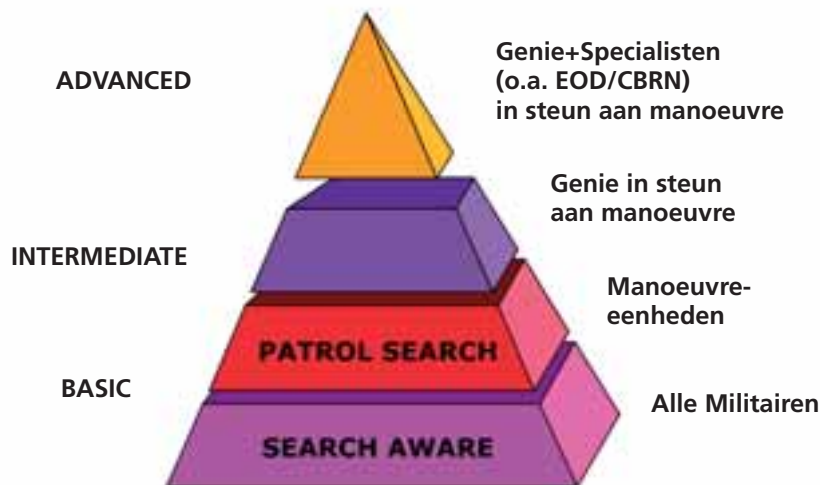 ADVANCED
Genie+Specialisten
(o.a. EOD/CBRN)
in steun aan manoeuvre
Genie in steun
aan manoeuvre
INTERMEDIATE
Manoeuvre-
eenheden
PATROL SEARCH
BASIC
Alle Militairen
SEARCH AWARE